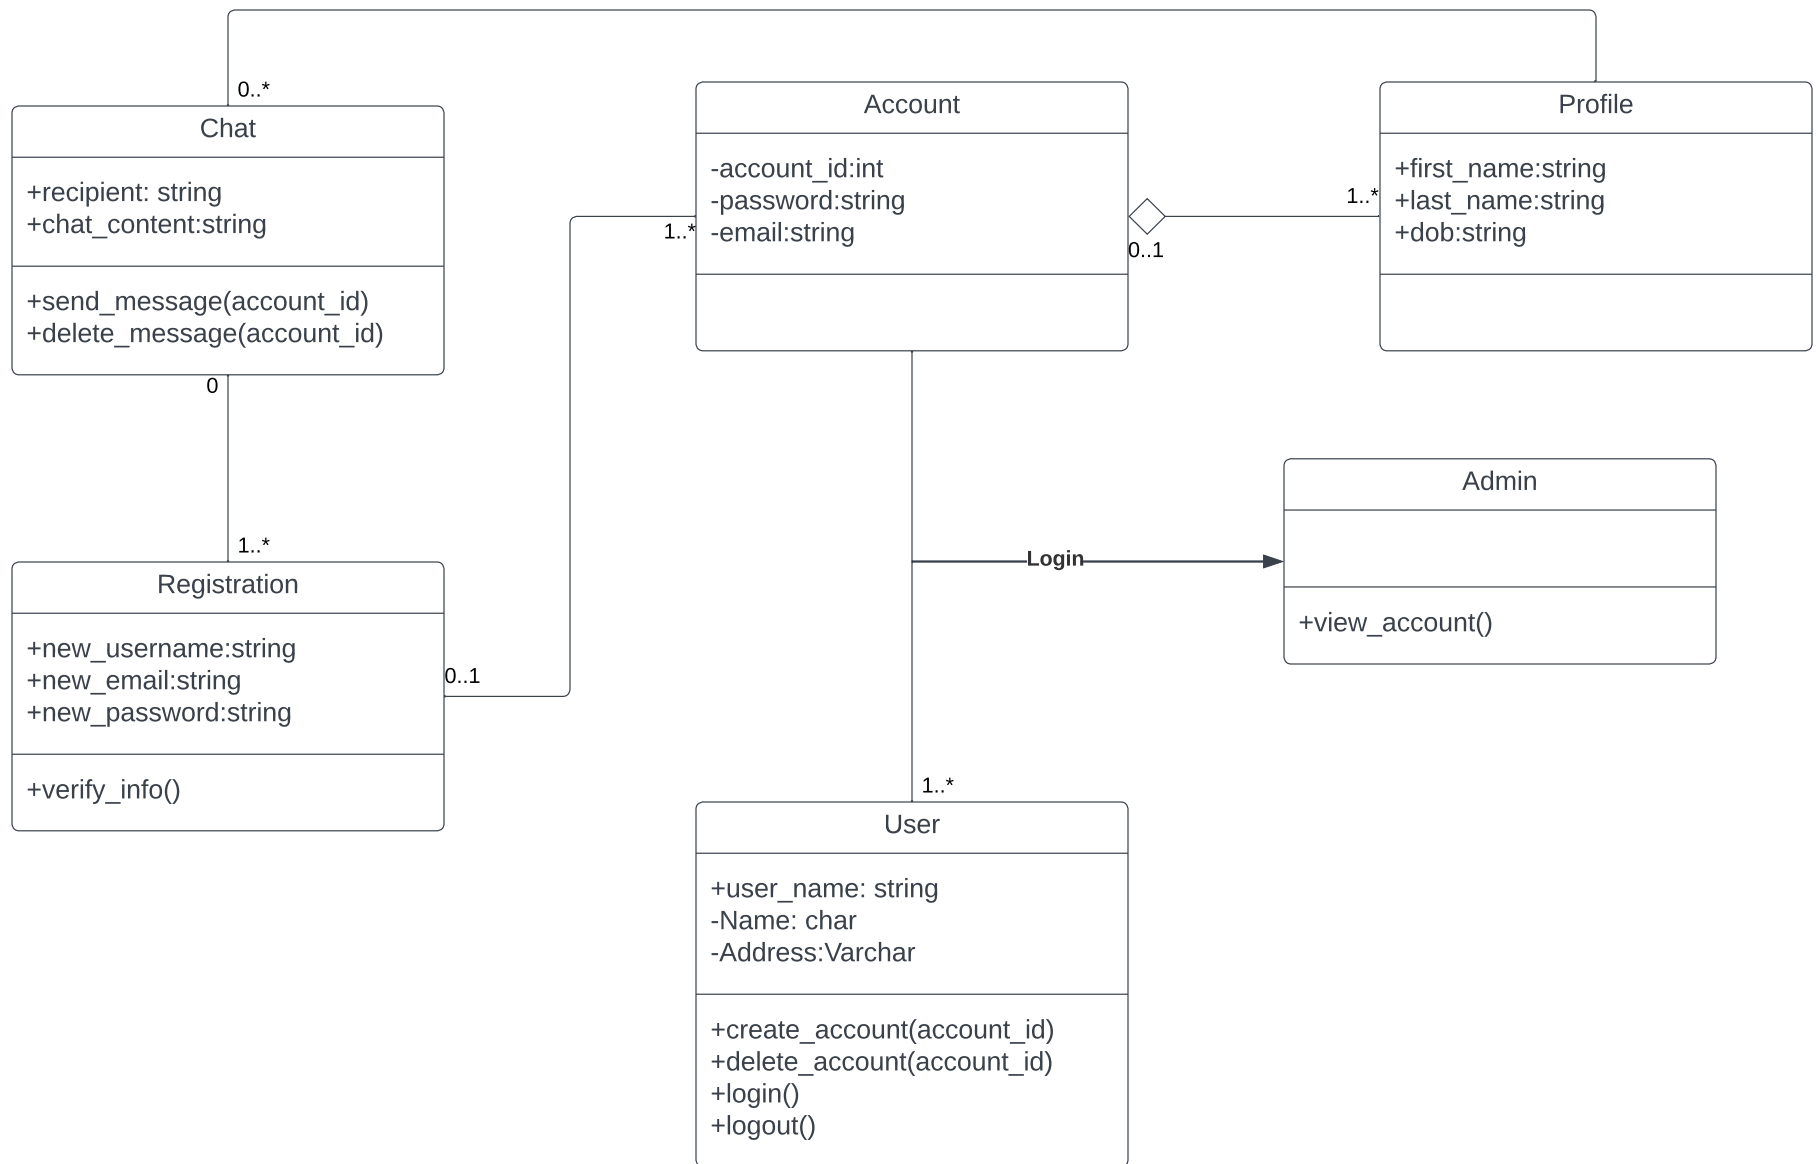 0..*
Chat
+recipient: string
+chat_content:string
+send_message(account_id)
+delete_message(account_id)
0
1..*
Registration
+new_username:string
+new_email:string
+new_password:string
+verify_info()
0..1
1..*
Account
-account_id:int
-password:string
-email:string
0..1
1..*
Profile
+first_name:string
+last_name:string
+dob:string
Login
Admin
+view_account()
1..*
User
+user_name: string
-Name: char
-Address:Varchar
+create_account(account_id)
+delete_account(account_id)
+login()
+logout()